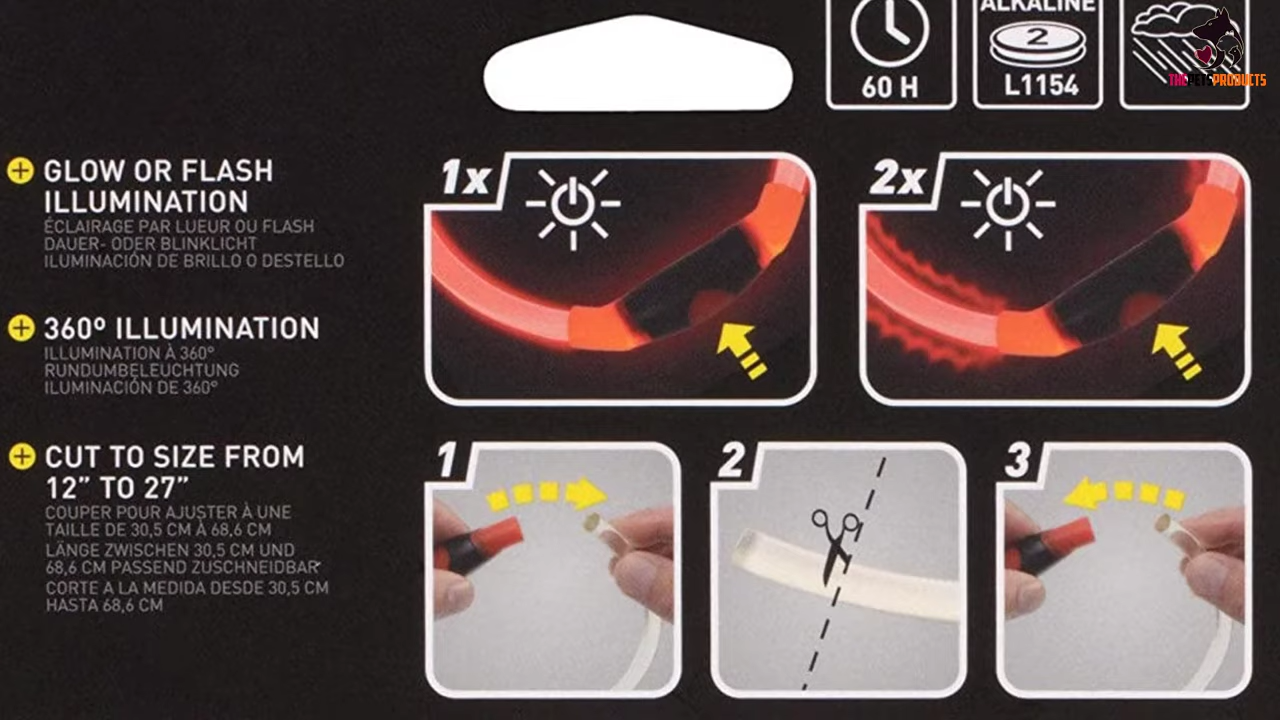 60 H
ALKALINE
2
L1154
THEPETSPRODUCTS
GLOW OR FLASH
ILLUMINATION
ÉCLAIRAGE PAR LUEUR OU FLASH
DAUER- ODER BLINKLICHT
ILUMINACIÓN DE BRILLO O DESTELLO
360º ILLUMINATION
ILLUMINATION À 360°
RUNDUMBELEUCHTUNG
ILUMINACIÓN DE 360°
CUT TO SIZE FROM
12” TO 27”
COUPER POUR AJUSTER À UNE
TAILLE DE 30,5 CM À 68,6 CM
LÄNGE ZWISCHEN 30,5 CM UND
68,6 CM PASSEND ZUSCHNEIDBAR
CORTE A LA MEDIDA DESDE 30,5 CM
HASTA 68,6 CM
1x
2x
1
2
3